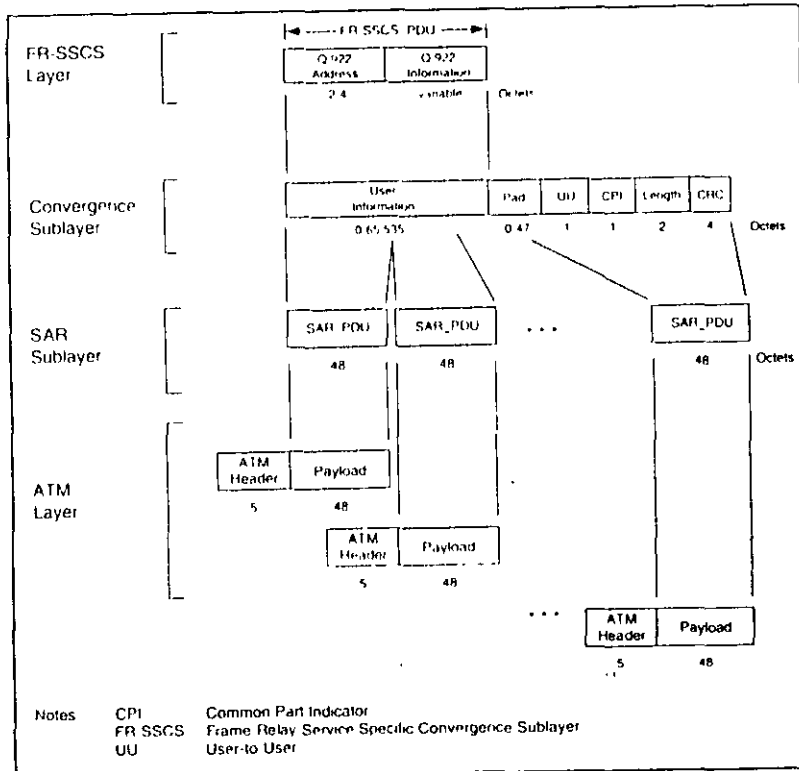 FR SSCS PDU
FR-SSCS
Layer
Q.922
Address
Q.922
Information
2-4
variable
Octets
Convergence
Sublayer
User
Information
Pad
UU
CPI
Length
CRC
0-65,535
0-47
1
1
2
4
Octets
SAR
Sublayer
SAR_PDU
SAR_PDU
...
SAR_PDU
48
48
48
Octets
ATM
Layer
ATM
Header
Payload
5
48
ATM
Header
Payload
5
48
...
ATM
Header
Payload
5
48
Notes
CPI
Common Part Indicator
FR SSCS
Frame Relay Service Specific Convergence Sublayer
UU
User-to User